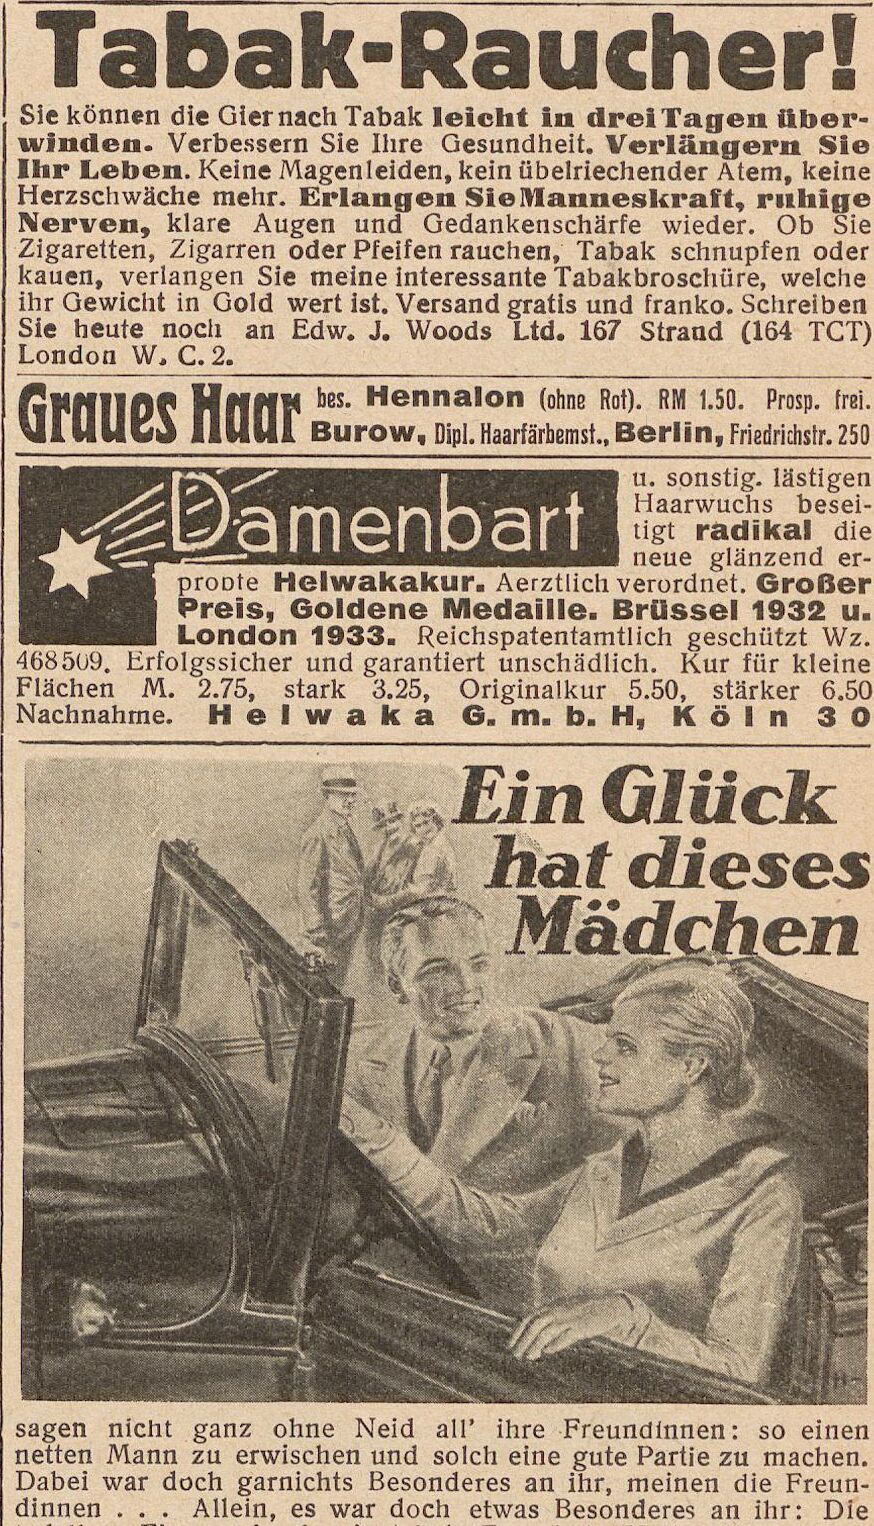 Tabak-Raucher!
Sie können die Gier nach Tabak leicht in drei Tagen über-
winden. Verbessern Sie Ihre Gesundheit. Verlängern Sie
Ihr Leben. Keine Magenleiden, kein übelriechender Atem, keine
Herzschwäche mehr. Erlangen Sie Manneskraft, ruhige
Nerven, klare Augen und Gedankenschärfe wieder. Ob Sie
Zigaretten, Zigarren oder Pfeifen rauchen, Tabak schnupfen oder
kauen, verlangen Sie meine interessante Tabakbroschüre, welche
ihr Gewicht in Gold wert ist. Versand gratis und franko. Schreiben
Sie heute noch an Edw. J. Woods Ltd. 167 Strand (164 TCT)
London W. C. 2.
Graues Haar bes. Hennalon (ohne Rot). RM 1.50. Prosp. frei.
Burow, Dipl. Haarfärbemst., Berlin, Friedrichstr. 250
Damenbart u. sonstig. lästigen
Haarwuchs besei-
tigt radikal die
neue glänzend er-
probte Helwakakur. Aerztlich verordnet. Großer
Preis, Goldene Medaille. Brüssel 1932 u.
London 1933. Reichspatentamtlich geschützt Wz.
468509. Erfolgssicher und garantiert unschädlich. Kur für kleine
Flächen M. 2.75, stark 3.25, Originalkur 5.50, stärker 6.50
Nachnahme. Helwaka G. m. b. H, Köln 30
Ein Glück
hat dieses
Mädchen
sagen nicht ganz ohne Neid all' ihre Freundinnen: so einen
netten Mann zu erwischen und solch eine gute Partie zu machen.
Dabei war doch garnichts Besonderes an ihr, meinen die Freun-
dinnen . . . Allein, es war doch etwas Besonderes an ihr: Die